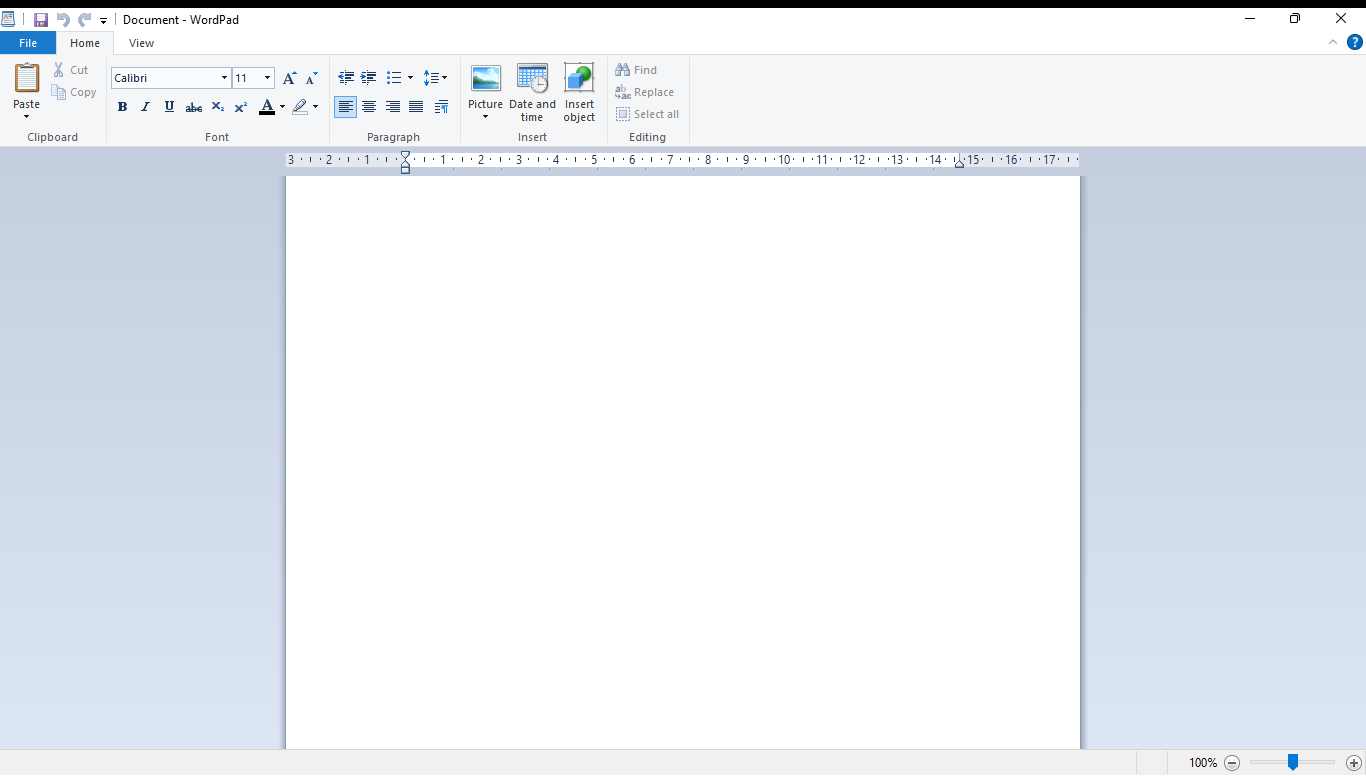 Document - WordPad
File Home View
Paste
Cut
Copy
Clipboard
Calibri 11
B I U abc X₂ X²
A
Font
Paragraph
Picture
Date and time
Insert object
Insert
Find
Replace
Select all
Editing
3 2 1 1 2 3 4 5 6 7 8 9 10 11 12 13 14 15 16 17
100%